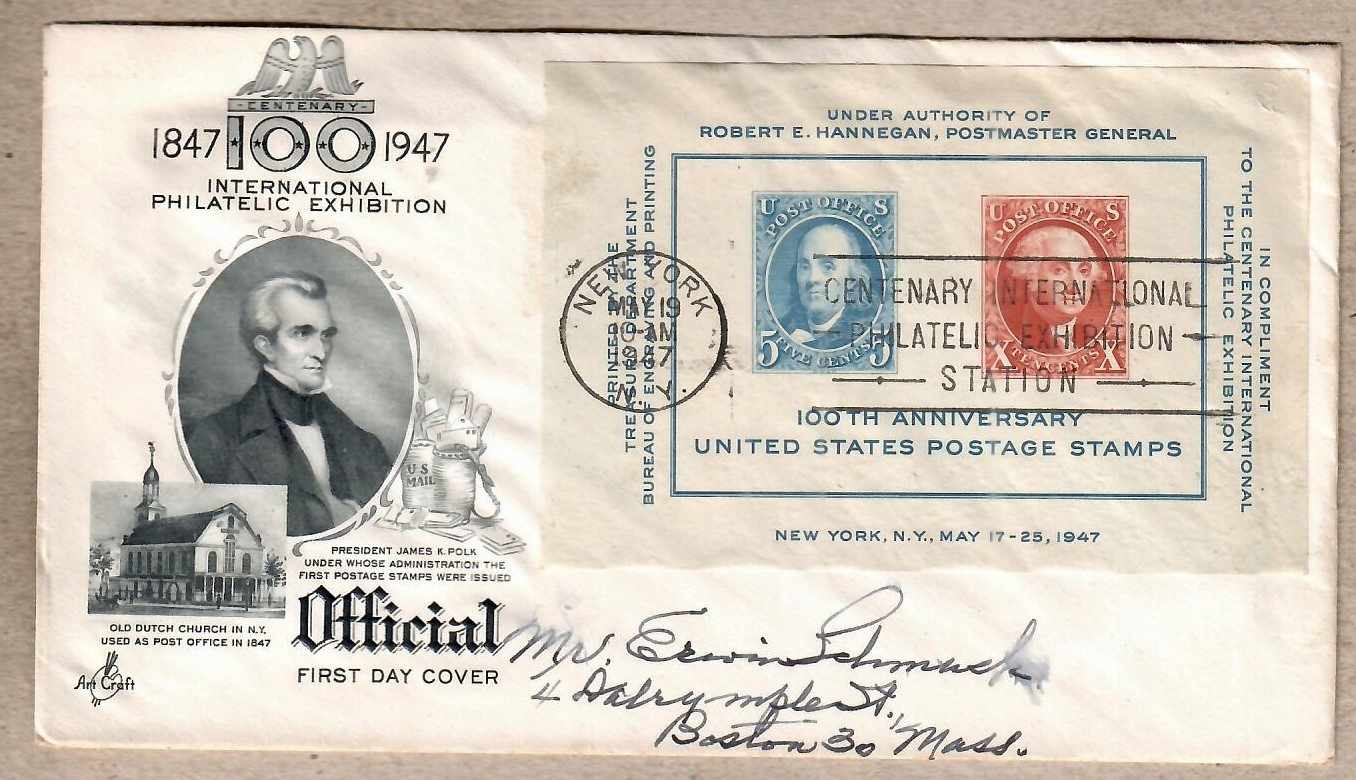 -CENTENARY-
1847 100 1947
INTERNATIONAL
PHILATELIC EXHIBITION
U S
MAIL
PRESIDENT JAMES K. POLK
UNDER WHOSE ADMINISTRATION THE
FIRST POSTAGE STAMPS WERE ISSUED
OLD DUTCH CHURCH IN N.Y.
USED AS POST OFFICE IN 1847
Official
FIRST DAY COVER
Art Craft
UNDER AUTHORITY OF
ROBERT E. HANNEGAN, POSTMASTER GENERAL
PRINTED BY THE
TREASURY DEPARTMENT
BUREAU OF ENGRAVING AND PRINTING
IN COMPLIMENT
TO THE CENTENARY INTERNATIONAL
PHILATELIC EXHIBITION
U S
POST OFFICE
5 FIVE CENTS 5
U S
POST OFFICE
X TEN CENTS X
100TH ANNIVERSARY
UNITED STATES POSTAGE STAMPS
NEW YORK, N.Y., MAY 17-25, 1947
NEW YORK
MAY 19
10-AM
1947
N. Y.
CENTENARY INTERNATIONAL
PHILATELIC EXHIBITION
STATION
Mr. Erwin
4 Dalrymple St.,
Boston 30 Mass.